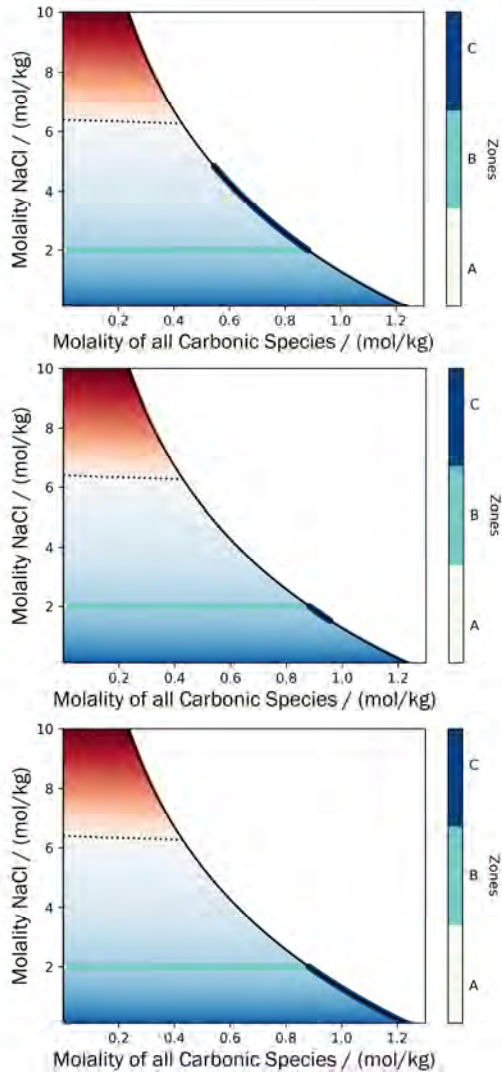 10
8
6
4
2
Molality NaCl / (mol/kg)
0.2 0.4 0.6 0.8 1.0 1.2
Molality of all Carbonic Species / (mol/kg)
C
B
A
Zones
10
8
6
4
2
Molality NaCl / (mol/kg)
0.2 0.4 0.6 0.8 1.0 1.2
Molality of all Carbonic Species / (mol/kg)
C
B
A
Zones
10
8
6
4
2
Molality NaCl / (mol/kg)
0.2 0.4 0.6 0.8 1.0 1.2
Molality of all Carbonic Species / (mol/kg)
C
B
A
Zones